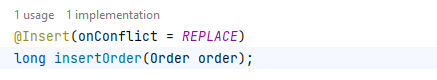 1 usage 1 implementation
@Insert(onConflict = REPLACE)
long insertOrder(Order order);